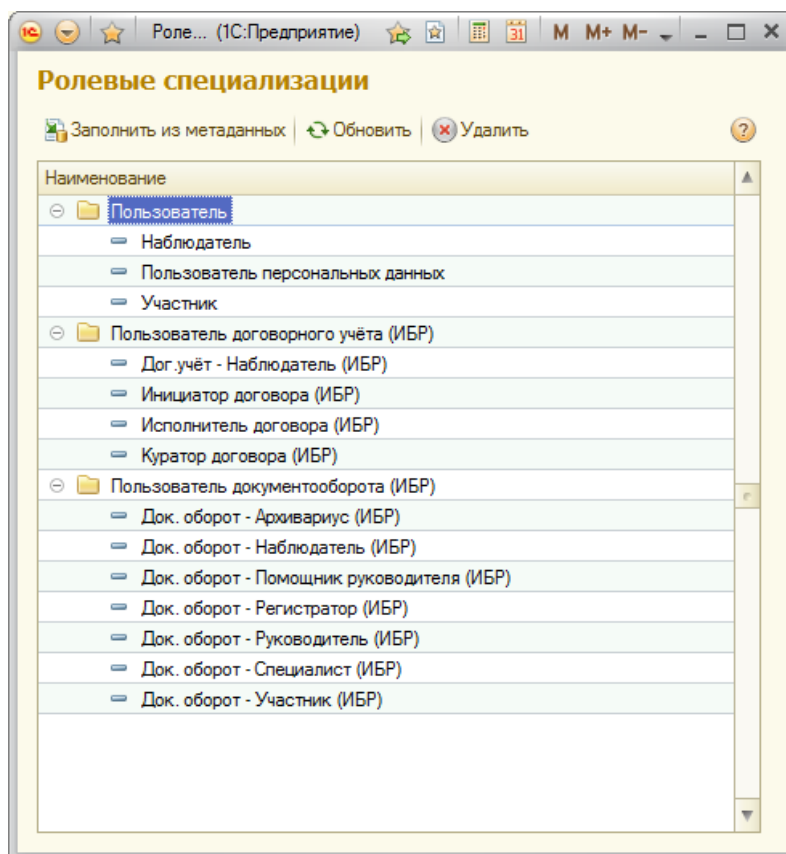 1С Роле... (1С:Предприятие) 31 M M+ M-
Ролевые специализации
Заполнить из метаданных Обновить Удалить ?
Наименование
Пользователь
Наблюдатель
Пользователь персональных данных
Участник
Пользователь договорного учёта (ИБР)
Дог.учёт - Наблюдатель (ИБР)
Инициатор договора (ИБР)
Исполнитель договора (ИБР)
Куратор договора (ИБР)
Пользователь документооборота (ИБР)
Док. оборот - Архивариус (ИБР)
Док. оборот - Наблюдатель (ИБР)
Док. оборот - Помощник руководителя (ИБР)
Док. оборот - Регистратор (ИБР)
Док. оборот - Руководитель (ИБР)
Док. оборот - Специалист (ИБР)
Док. оборот - Участник (ИБР)